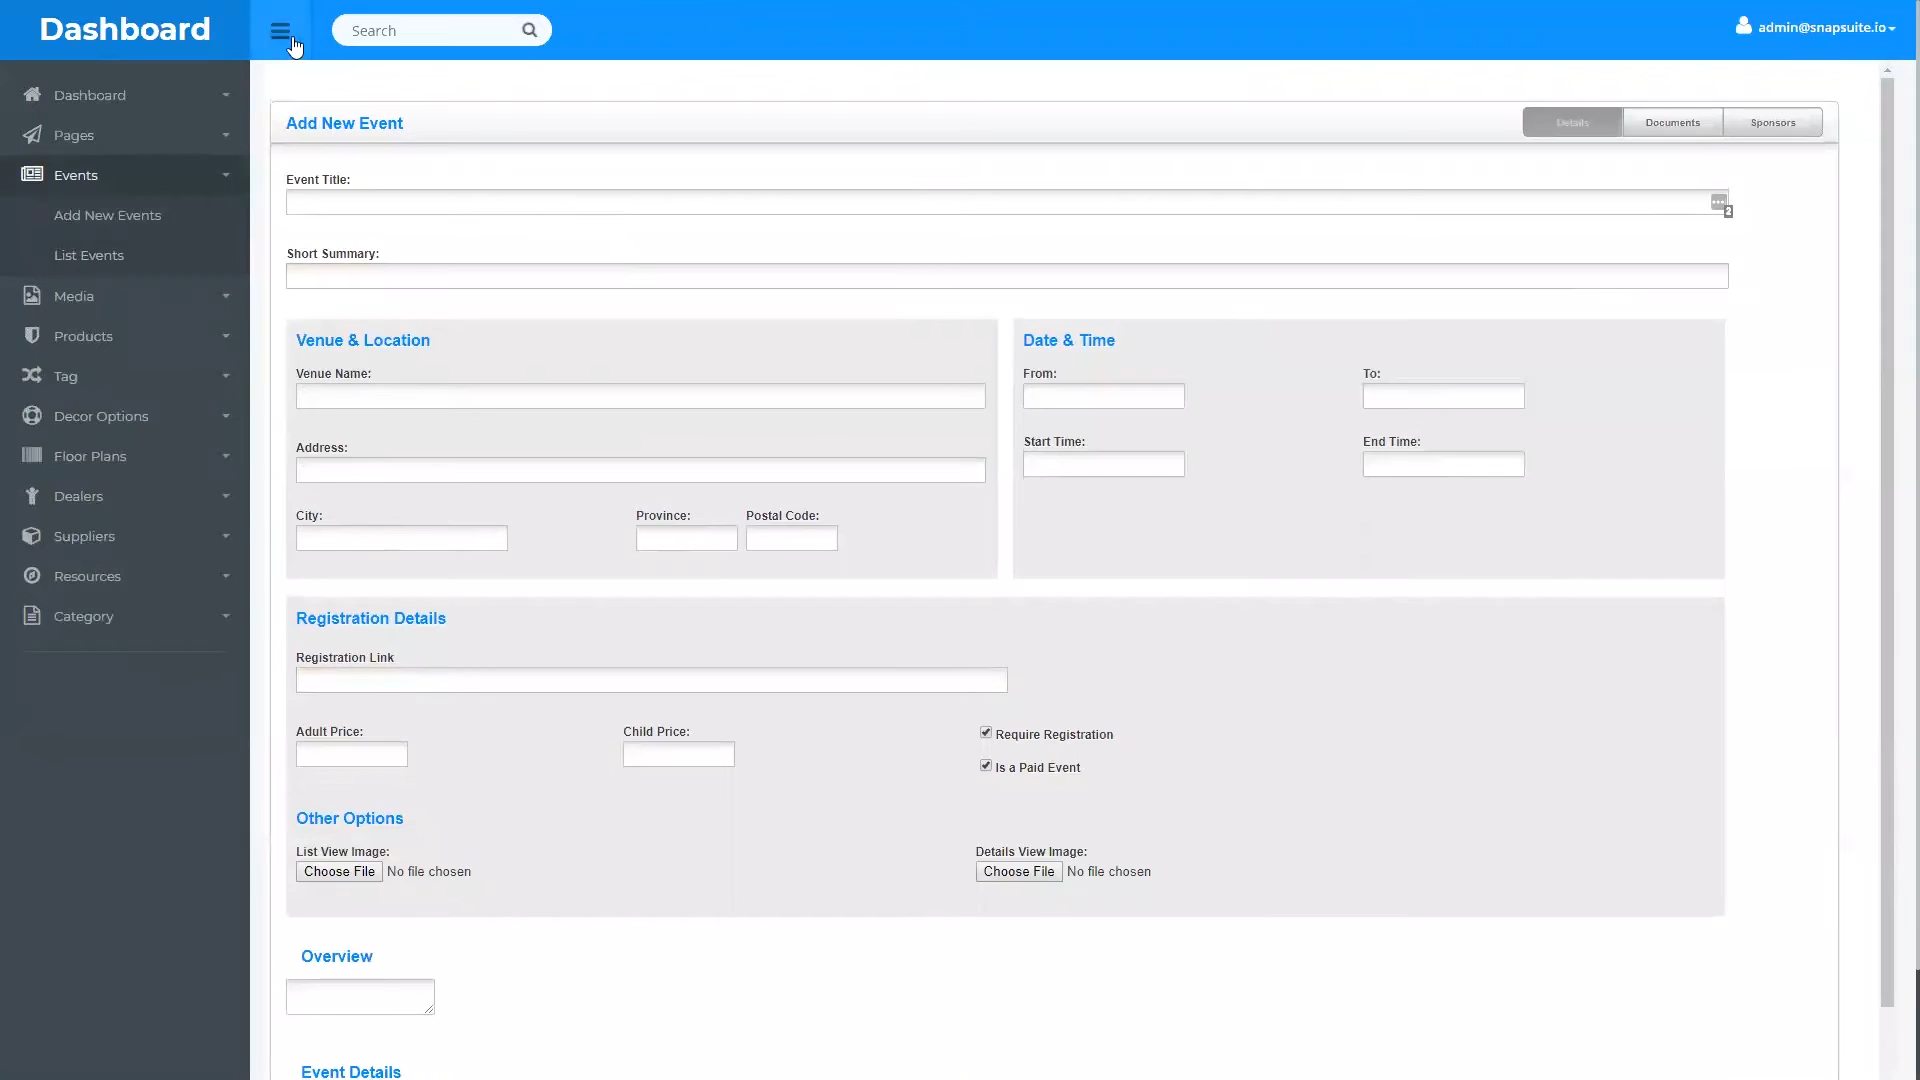 Dashboard
Search
admin@snapsuite.io
Dashboard
Pages
Events
Add New Events
List Events
Media
Products
Tag
Decor Options
Floor Plans
Dealers
Suppliers
Resources
Category
Add New Event
Details
Documents
Sponsors
Event Title:
2
Short Summary:
Venue & Location
Venue Name:
Address:
City:
Province:
Postal Code:
Date & Time
From:
To:
Start Time:
End Time:
Registration Details
Registration Link
Adult Price:
Child Price:
Require Registration
Is a Paid Event
Other Options
List View Image:
Choose File No file chosen
Details View Image:
Choose File No file chosen
Overview
Event Details